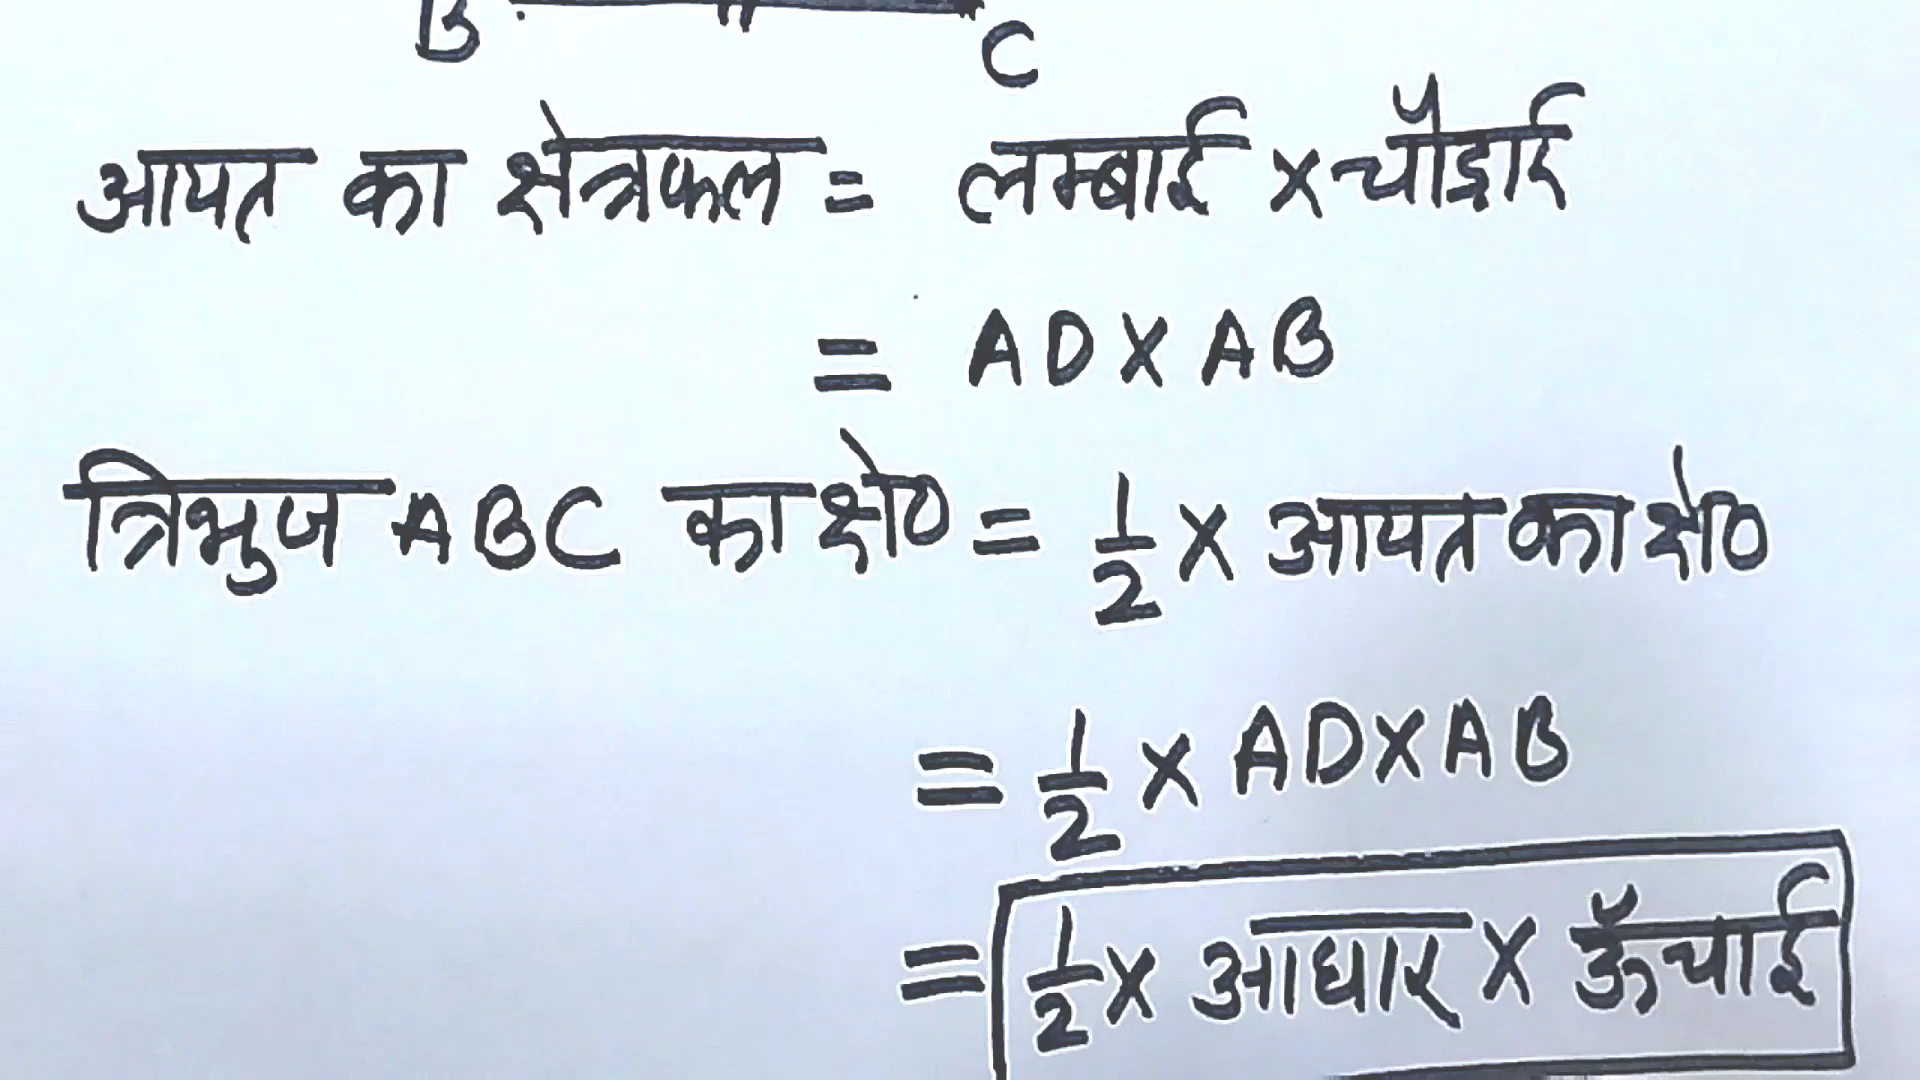 B C
आयत का क्षेत्रफल = लम्बाई × चौड़ाई
= AD × AB
त्रिभुज ABC का क्षे० = 1/2 × आयत का क्षे०
= 1/2 × AD × AB
= 1/2 × आधार × ऊँचाई